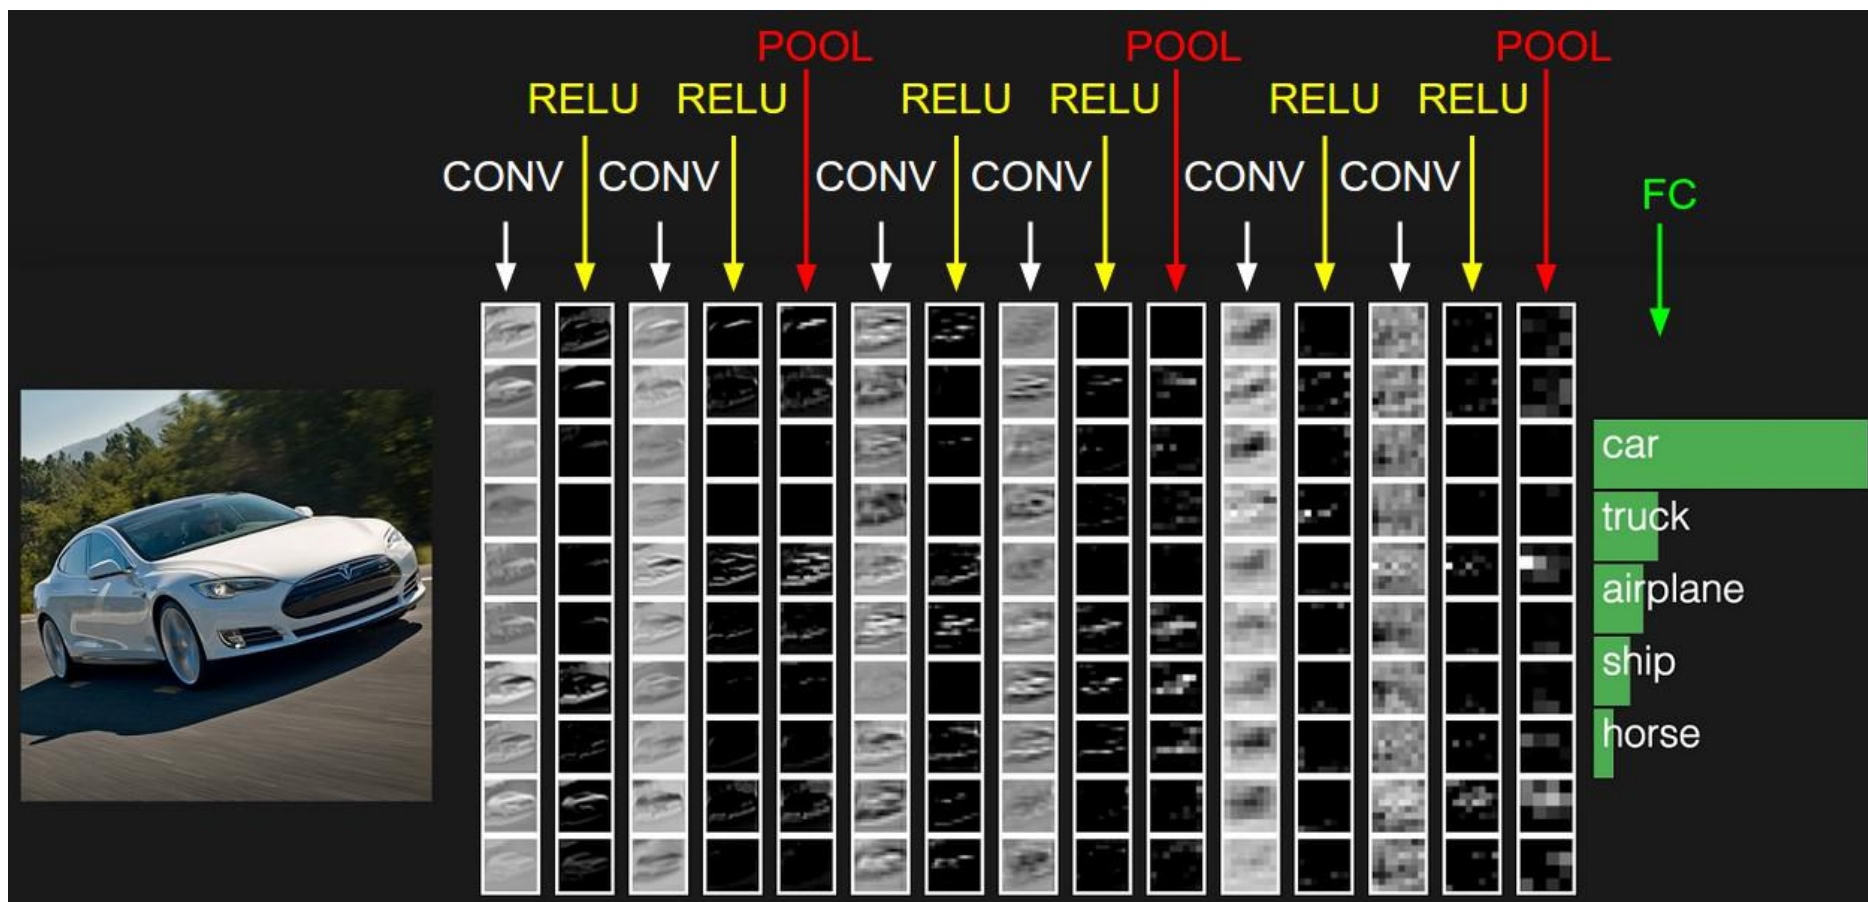 POOL POOL POOL
RELU RELU RELU RELU RELU RELU
CONV CONV CONV CONV CONV CONV
FC
car
truck
airplane
ship
horse